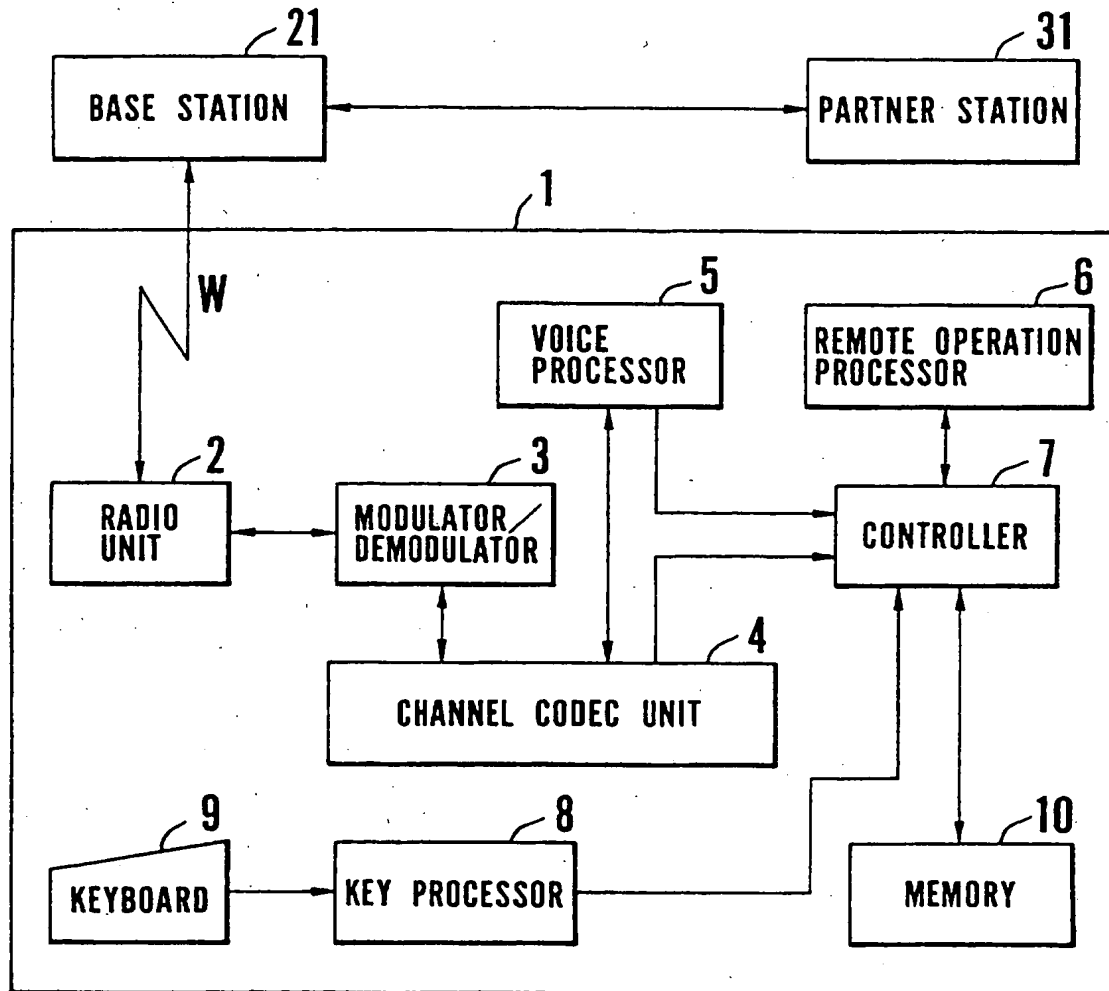 21
31
BASE STATION
PARTNER STATION
1
W
5
6
VOICE
PROCESSOR
REMOTE OPERATION
PROCESSOR
2
3
7
RADIO
UNIT
MODULATOR/
DEMODULATOR
CONTROLLER
4
CHANNEL CODEC UNIT
9
8
10
KEYBOARD
KEY PROCESSOR
MEMORY